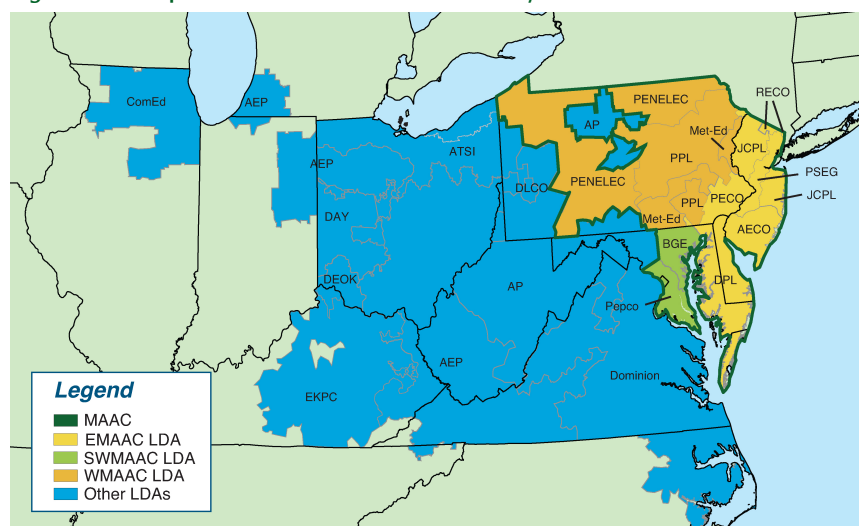 ComEd
AEP
PENELEC
RECO
AP
Met-Ed
JCPL
AEP
ATSI
PPL
PSEG
DLCO
PENELEC
PECO
JCPL
PPL
DAY
Met-Ed
AECO
BGE
DEOK
AP
DPL
Pepco
AEP
Dominion
EKPC
Legend
MAAC
EMAAC LDA
SWMAAC LDA
WMAAC LDA
Other LDAs